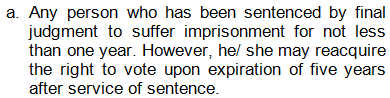 a. Any person who has been sentenced by final
judgment to suffer imprisonment for not less
than one year. However, he/ she may reacquire
the right to vote upon expiration of five years
after service of sentence.